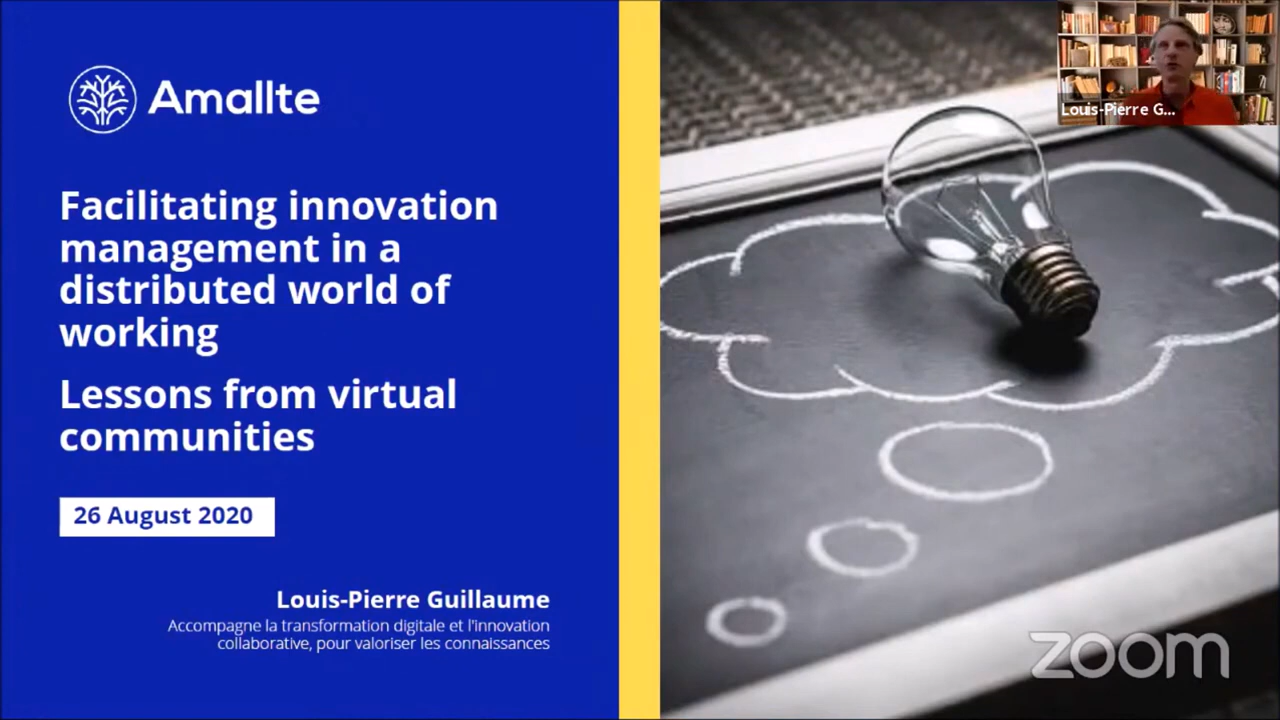 Amallte
Facilitating innovation
management in a
distributed world of
working
Lessons from virtual
communities
26 August 2020
Louis-Pierre Guillaume
Accompagne la transformation digitale et l'innovation
collaborative, pour valoriser les connaissances
Louis-Pierre G...
zoom